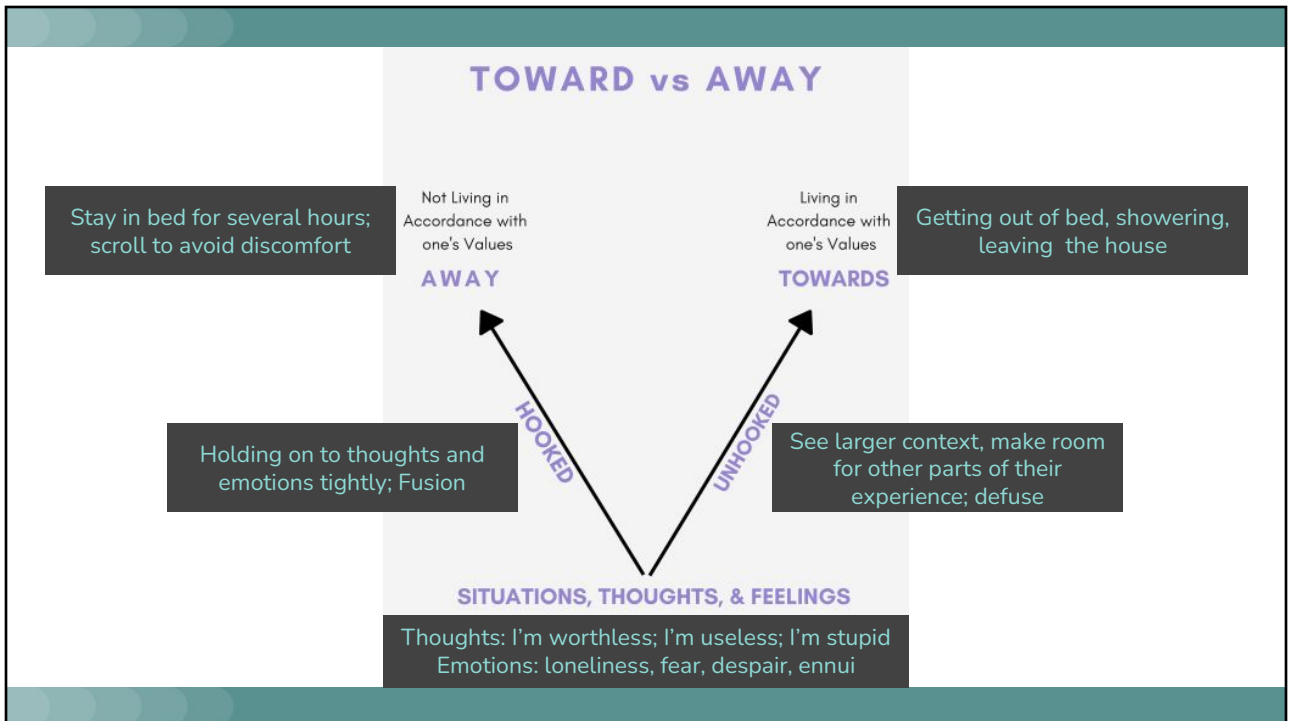 TOWARD vs AWAY
Stay in bed for several hours;
scroll to avoid discomfort
Not Living in
Accordance with
one's Values
AWAY
Living in
Accordance with
one's Values
TOWARDS
Getting out of bed, showering,
leaving the house
Holding on to thoughts and
emotions tightly; Fusion
HOOKED
UNHOOKED
See larger context, make room
for other parts of their
experience; defuse
SITUATIONS, THOUGHTS, & FEELINGS
Thoughts: I’m worthless; I’m useless; I’m stupid
Emotions: loneliness, fear, despair, ennui